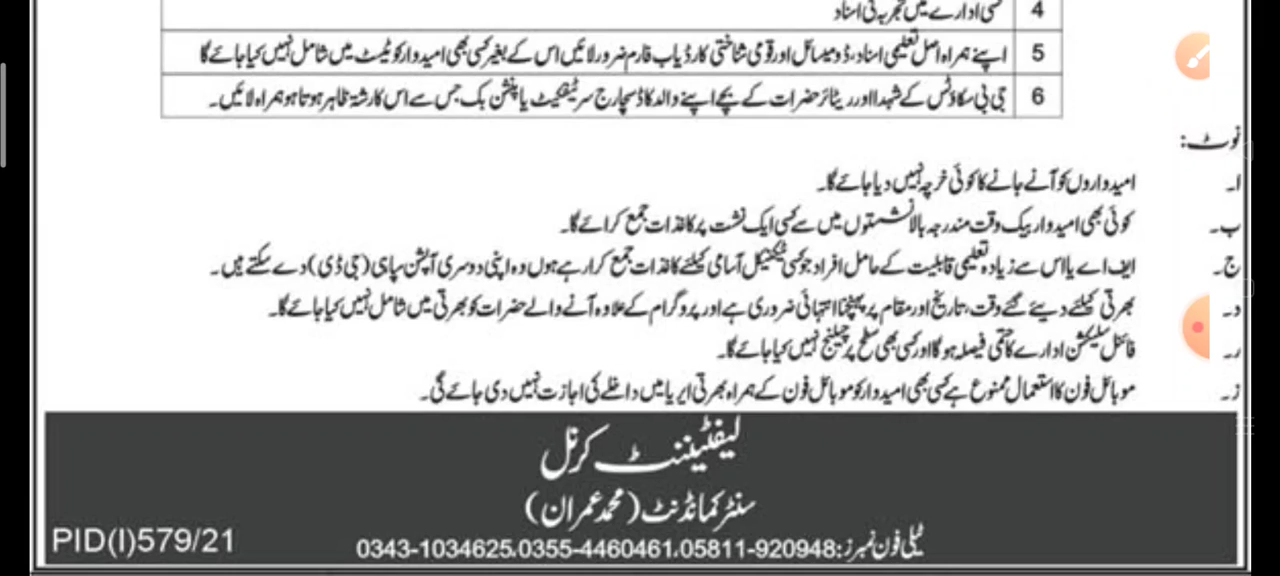 4 کسی ادارے میں تجربہ کی اسناد
5 اپنے ہمراہ اصل تعلیمی اسناد، ڈومیسائل اور قومی شناختی کارڈ یا ب فارم ضرور لائیں اس کے بغیر کسی بھی امیدوار کو ٹیسٹ میں شامل نہیں کیا جائے گا
6 جی بی سکاؤٹس کے شہدا اور ریٹائر حضرات کے بچے اپنے والد کا ڈسچارج سرٹیفکیٹ یا پنشن بک جس سے اس کا رشتہ ظاہر ہوتا ہو ہمراہ لائیں۔
نوٹ:
ا۔ امیدواروں کو آنے جانے کا کوئی خرچہ نہیں دیا جائے گا۔
ب۔ کوئی بھی امیدوار بیک وقت مندرجہ بالا نشستوں میں سے کسی ایک نشت پر کاغذات جمع کرائے گا۔
ج۔ ایف اے یا اس سے زیادہ تعلیمی قابلیت کے حامل افراد جو کسی ٹیکنیکل آسامی کیلئے کاغذات جمع کرا رہے ہوں وہ اپنی دوسری آپشن سپاہی (جی ڈی) دے سکتے ہیں۔
د۔ بھرتی کیلئے دیئے گئے وقت، تاریخ اور مقام پر پہنچنا انتہائی ضروری ہے اور پروگرام کے علاوہ آنے والے حضرات کو بھرتی میں شامل نہیں کیا جائے گا۔
ر۔ فائنل سلیکشن ادارے کا حتمی فیصلہ ہوگا اور کسی بھی سطح پر چیلنج نہیں کیا جائے گا۔
ز۔ موبائل فون کا استعمال ممنوع ہے کسی بھی امیدوار کو موبائل فون کے ہمراہ بھرتی ایریا میں داخلے کی اجازت نہیں دی جائے گی۔
لیفٹیننٹ کرنل
سنٹر کمانڈنٹ (محمد عمران)
ٹیلی فون نمبرز: 05811-920948، 0355-4460461، 0343-1034625
PID(I)579/21